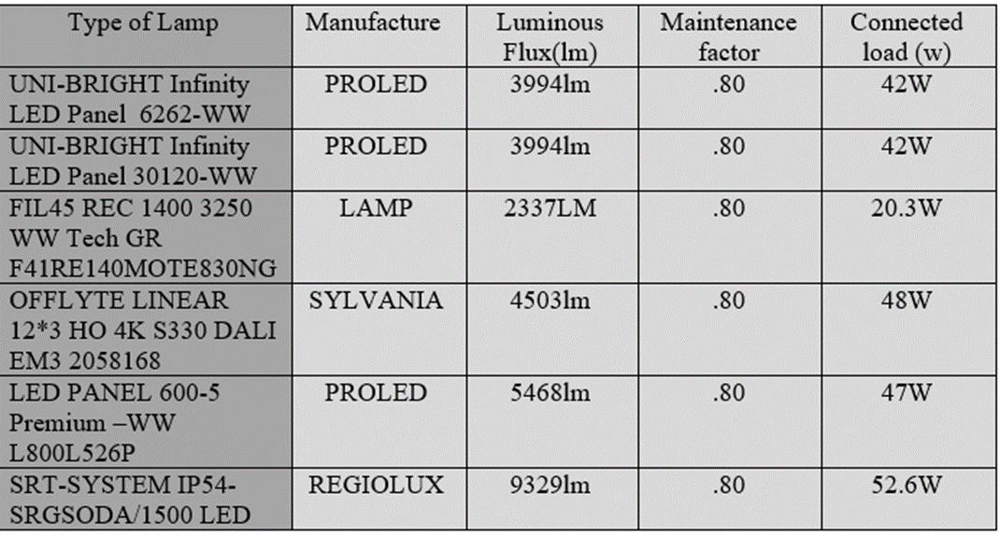 Type of Lamp Manufacture Luminous Maintenance Connected
Flux(lm) factor load (w)
UNI-BRIGHT Infinity PROLED 3994lm .80 42W
LED Panel 6262-WW
UNI-BRIGHT Infinity PROLED 3994lm .80 42W
LED Panel 30120-WW
FIL45 REC 1400 3250 LAMP 2337LM .80 20.3W
WW Tech GR
F41RE140MOTE830NG
OFFLYTE LINEAR SYLVANIA 4503lm .80 48W
12*3 HO 4K S330 DALI
EM3 2058168
LED PANEL 600-5 PROLED 5468lm .80 47W
Premium –WW
L800L526P
SRT-SYSTEM IP54- REGIOLUX 9329lm .80 52.6W
SRGSODA/1500 LED